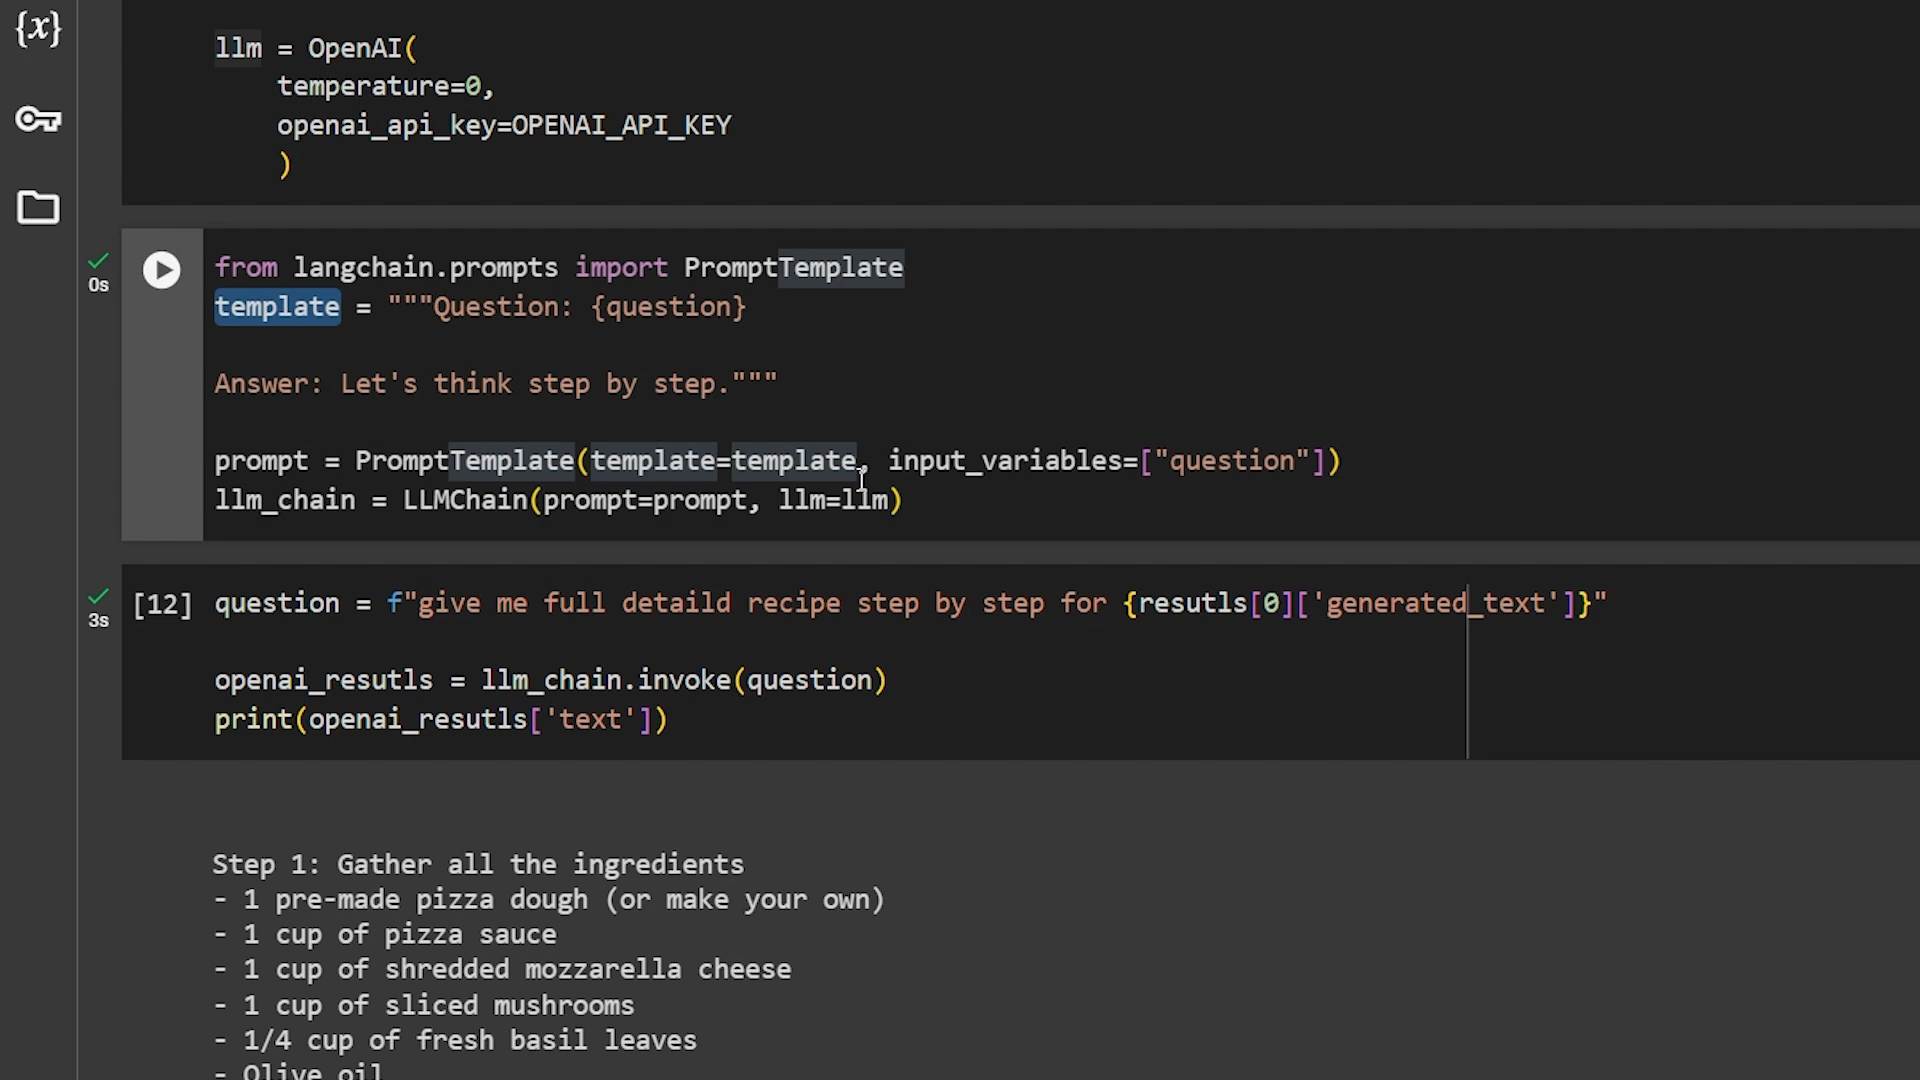 {x}
llm = OpenAI(
temperature=0,
openai_api_key=OPENAI_API_KEY
)
0s
from langchain.prompts import PromptTemplate
template = """Question: {question}
Answer: Let's think step by step."""
prompt = PromptTemplate(template=template, input_variables=["question"])
llm_chain = LLMChain(prompt=prompt, llm=llm)
3s
[12] question = f"give me full detaild recipe step by step for {resutls[0]['generated_text']}"
openai_resutls = llm_chain.invoke(question)
print(openai_resutls['text'])
Step 1: Gather all the ingredients
- 1 pre-made pizza dough (or make your own)
- 1 cup of pizza sauce
- 1 cup of shredded mozzarella cheese
- 1 cup of sliced mushrooms
- 1/4 cup of fresh basil leaves
- Olive oil